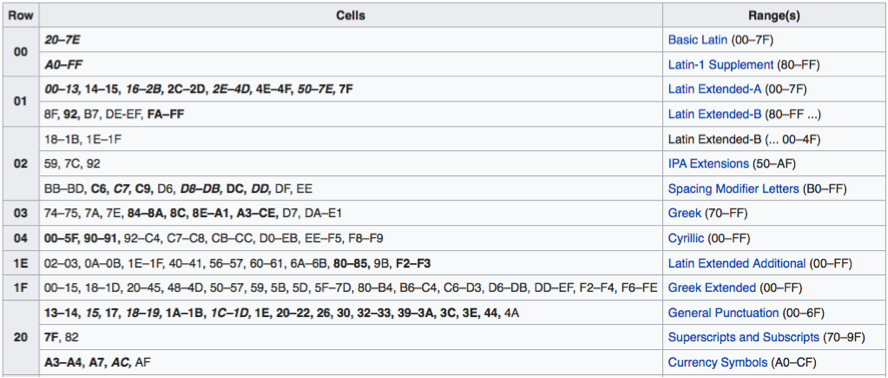 Row Cells Range(s)
00 20–7E Basic Latin (00–7F)
A0–FF Latin-1 Supplement (80–FF)
01 00–13, 14–15, 16–2B, 2C–2D, 2E–4D, 4E–4F, 50–7E, 7F Latin Extended-A (00–7F)
8F, 92, B7, DE-EF, FA–FF Latin Extended-B (80–FF ...)
02 18–1B, 1E–1F Latin Extended-B (... 00–4F)
59, 7C, 92 IPA Extensions (50–AF)
BB–BD, C6, C7, C9, D6, D8–DB, DC, DD, DF, EE Spacing Modifier Letters (B0–FF)
03 74–75, 7A, 7E, 84–8A, 8C, 8E–A1, A3–CE, D7, DA–E1 Greek (70–FF)
04 00–5F, 90–91, 92–C4, C7–C8, CB–CC, D0–EB, EE–F5, F8–F9 Cyrillic (00–FF)
1E 02–03, 0A–0B, 1E–1F, 40–41, 56–57, 60–61, 6A–6B, 80–85, 9B, F2–F3 Latin Extended Additional (00–FF)
1F 00–15, 18–1D, 20–45, 48–4D, 50–57, 59, 5B, 5D, 5F–7D, 80–B4, B6–C4, C6–D3, D6–DB, DD–EF, F2–F4, F6–FE Greek Extended (00–FF)
20 13–14, 15, 17, 18–19, 1A–1B, 1C–1D, 1E, 20–22, 26, 30, 32–33, 39–3A, 3C, 3E, 44, 4A General Punctuation (00–6F)
7F, 82 Superscripts and Subscripts (70–9F)
A3–A4, A7, AC, AF Currency Symbols (A0–CF)